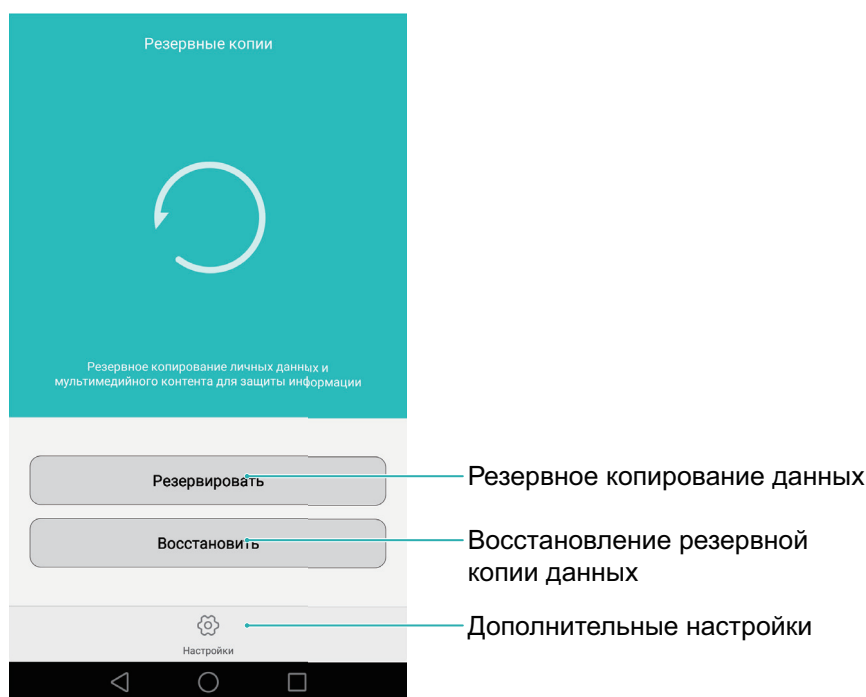 Резервные копии
Резервное копирование личных данных и
мультимедийного контента для защиты информации
Резервировать
Резервное копирование данных
Восстановить
Восстановление резервной
копии данных
Дополнительные настройки
Настройки